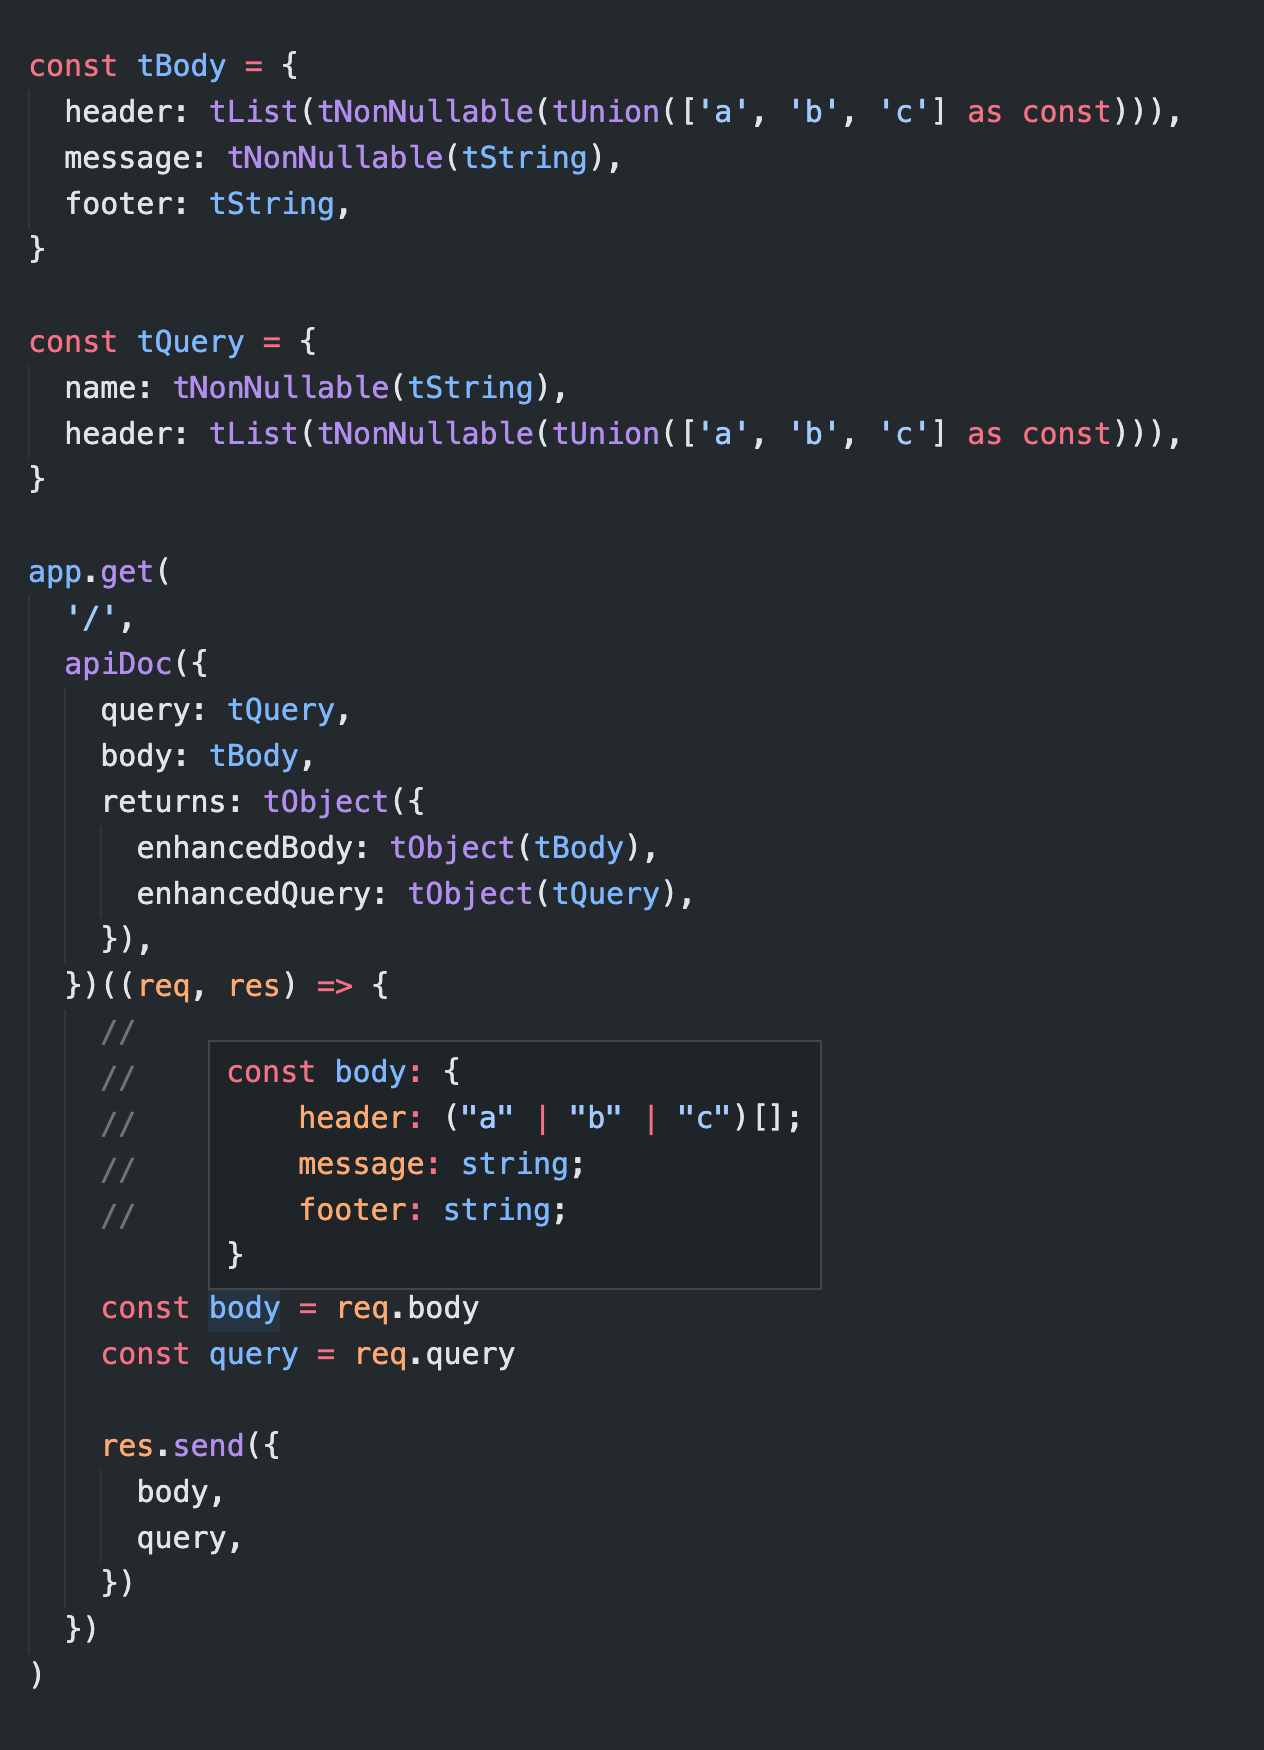 const tBody = {
  header: tList(tNonNullable(tUnion(['a', 'b', 'c'] as const))),
  message: tNonNullable(tString),
  footer: tString,
}

const tQuery = {
  name: tNonNullable(tString),
  header: tList(tNonNullable(tUnion(['a', 'b', 'c'] as const))),
}

app.get(
  '/',
  apiDoc({
    query: tQuery,
    body: tBody,
    returns: tObject({
      enhancedBody: tObject(tBody),
      enhancedQuery: tObject(tQuery),
    }),
  })((req, res) => {
    //
    //
    //
    //
    //
const body: {
    header: ("a" | "b" | "c")[];
    message: string;
    footer: string;
}
    const body = req.body
    const query = req.query

    res.send({
      body,
      query,
    })
  })
)